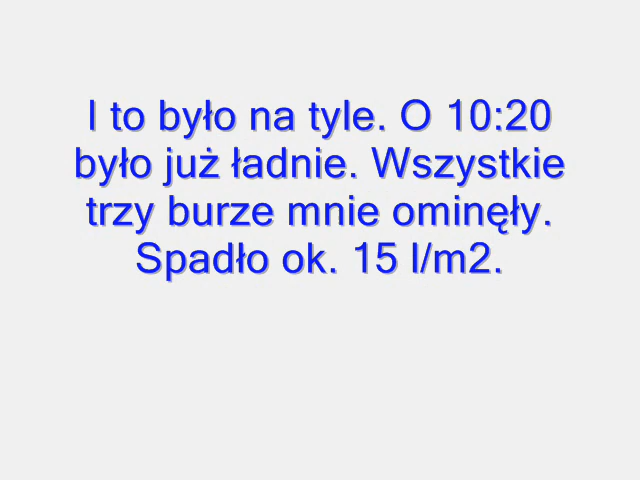 I to było na tyle. O 10:20
było już ładnie. Wszystkie
trzy burze mnie ominęły.
Spadło ok. 15 l/m2.